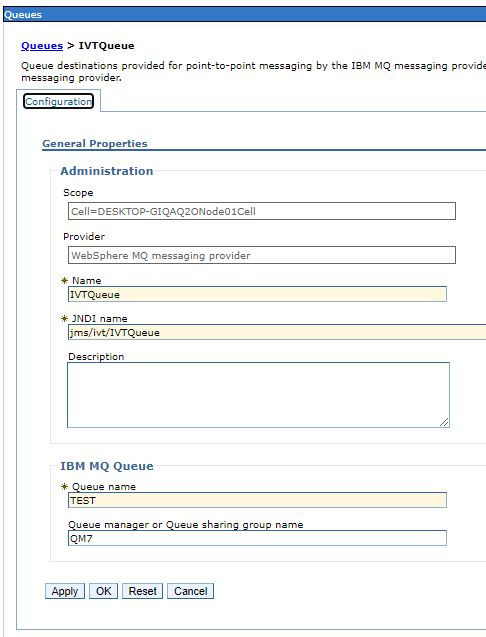 Queues
Queues > IVTQueue
Queue destinations provided for point-to-point messaging by the IBM MQ messaging provide
messaging provider.
Configuration
General Properties
Administration
Scope
Cell=DESKTOP-GIQAQ2ONode01Cell
Provider
WebSphere MQ messaging provider
* Name
IVTQueue
* JNDI name
jms/ivt/IVTQueue
Description
IBM MQ Queue
* Queue name
TEST
Queue manager or Queue sharing group name
QM7
Apply OK Reset Cancel